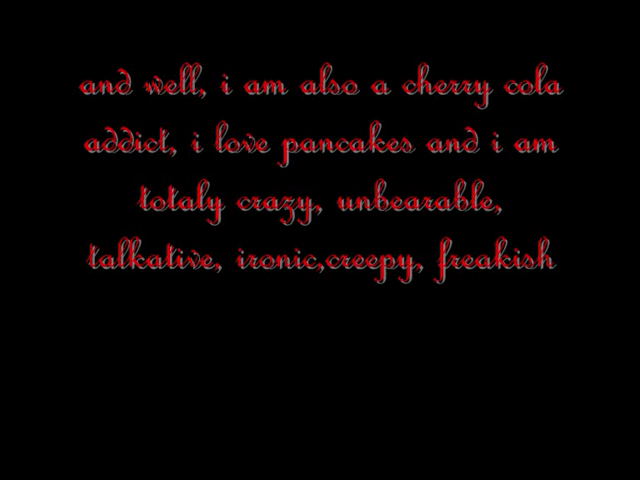 and well, i am also a cherry cola
addict, i love pancakes and i am
totaly crazy, unbearable,
talkative, ironic,creepy, freakish